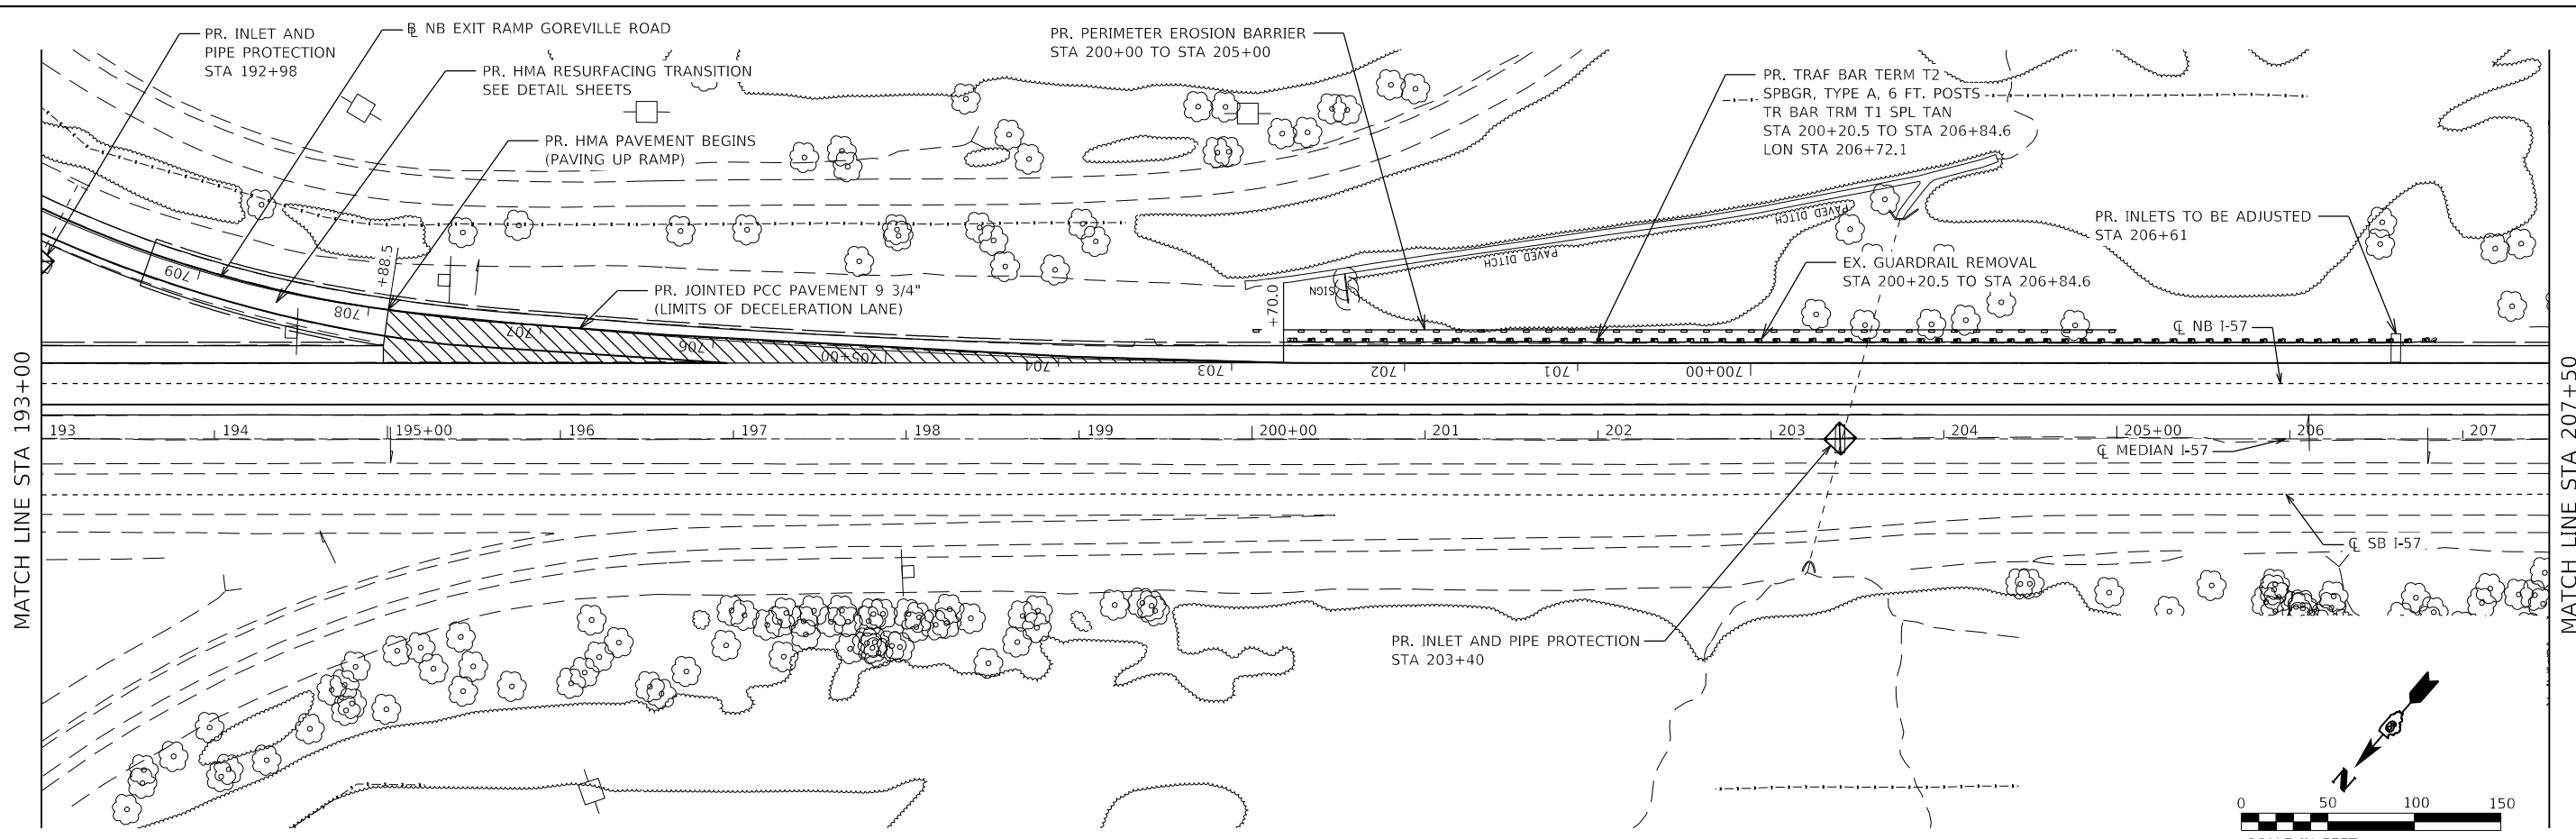 PR. INLET AND
PIPE PROTECTION
STA 192+98
℄ NB EXIT RAMP GOREVILLE ROAD
PR. HMA RESURFACING TRANSITION
SEE DETAIL SHEETS
PR. HMA PAVEMENT BEGINS
(PAVING UP RAMP)
PR. PERIMETER EROSION BARRIER
STA 200+00 TO STA 205+00
PR. TRAF BAR TERM T2
SPBGR, TYPE A, 6 FT. POSTS
TR BAR TRM T1 SPL TAN
STA 200+20.5 TO STA 206+84.6
LON STA 206+72.1
PR. INLETS TO BE ADJUSTED
STA 206+61
PAVED DITCH
PAVED DITCH
EX. GUARDRAIL REMOVAL
STA 200+20.5 TO STA 206+84.6
SIGN
+88.5
+70.0
PR. JOINTED PCC PAVEMENT 9 3/4"
(LIMITS OF DECELERATION LANE)
℄ NB I-57
709
708
707
706
705+00
704
703
702
701
700+00
MATCH LINE STA 193+00
MATCH LINE STA 207+50
193
194
195+00
196
197
198
199
200+00
201
202
203
204
205+00
206
207
℄ MEDIAN I-57
℄ SB I-57
PR. INLET AND PIPE PROTECTION
STA 203+40
N
0 50 100 150